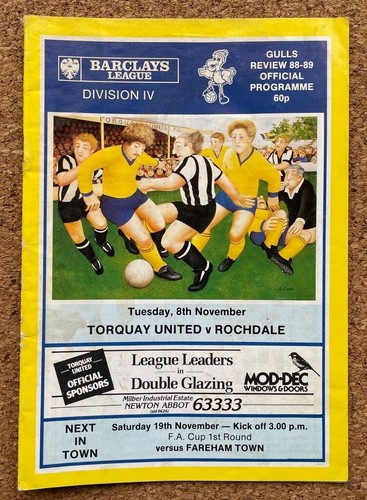 BARCLAYS
LEAGUE
DIVISION IV
GULLS
REVIEW 88-89
OFFICIAL
PROGRAMME
60p
Tuesday, 8th November
TORQUAY UNITED v ROCHDALE
TORQUAY
UNITED
OFFICIAL
SPONSORS
League Leaders
in
Double Glazing
Milber Industrial Estate
NEWTON ABBOT 63333
MOD-DEC
WINDOWS & DOORS
NEXT
IN
TOWN
Saturday 19th November — Kick off 3.00 p.m.
F.A. Cup 1st Round
versus FAREHAM TOWN